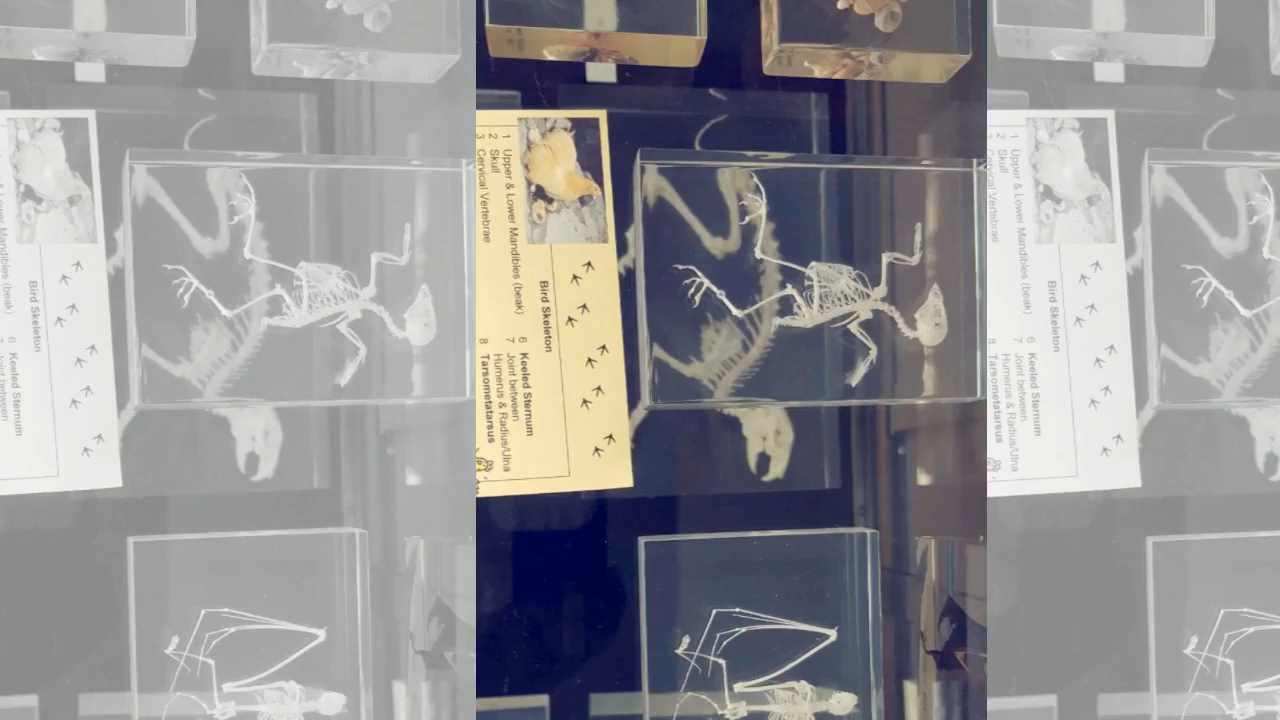 Bird Skeleton
1 Upper & Lower Mandibles (beak)
2 Skull
3 Cervical Vertebrae
6 Keeled Sternum
7 Joint between
Humerus & Radius/Ulna
8 Tarsometatarsus